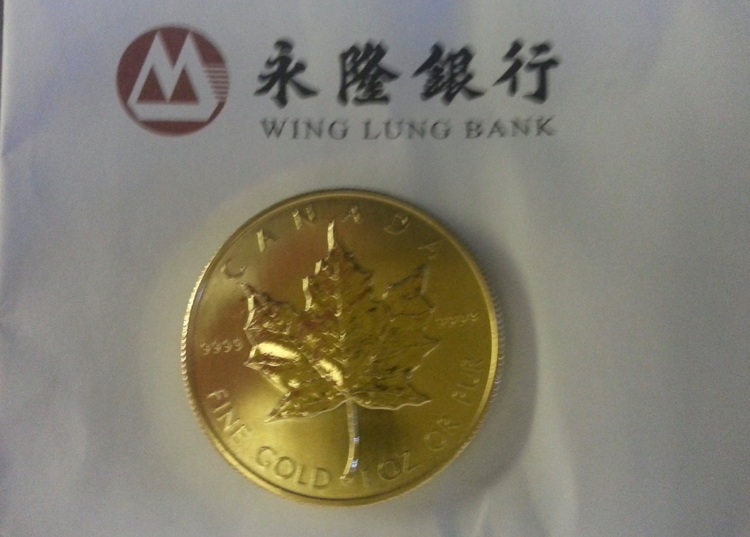 永隆銀行
WING LUNG BANK
CANADA
9999 9999
FINE GOLD 1 OZ OR PUR